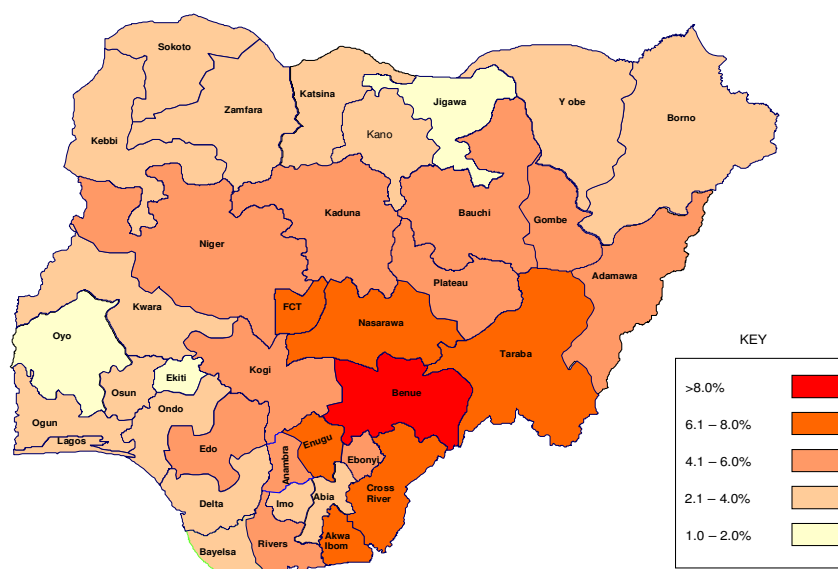 Sokoto
Katsina
Zamfara
Kebbi
Jigawa
Kano
Y obe
Borno
Kaduna
Bauchi
Gombe
Niger
Adamawa
Plateau
FCT
Nasarawa
Taraba
Kwara
Oyo
Kogi
Ekiti
Osun
Ondo
Benue
Ogun
Lagos
Edo
Enugu
Anambra
Ebonyi
Delta
Imo
Abia
Cross
River
Akwa
Ibom
Rivers
Bayelsa
KEY
>8.0%
6.1 – 8.0%
4.1 – 6.0%
2.1 – 4.0%
1.0 – 2.0%